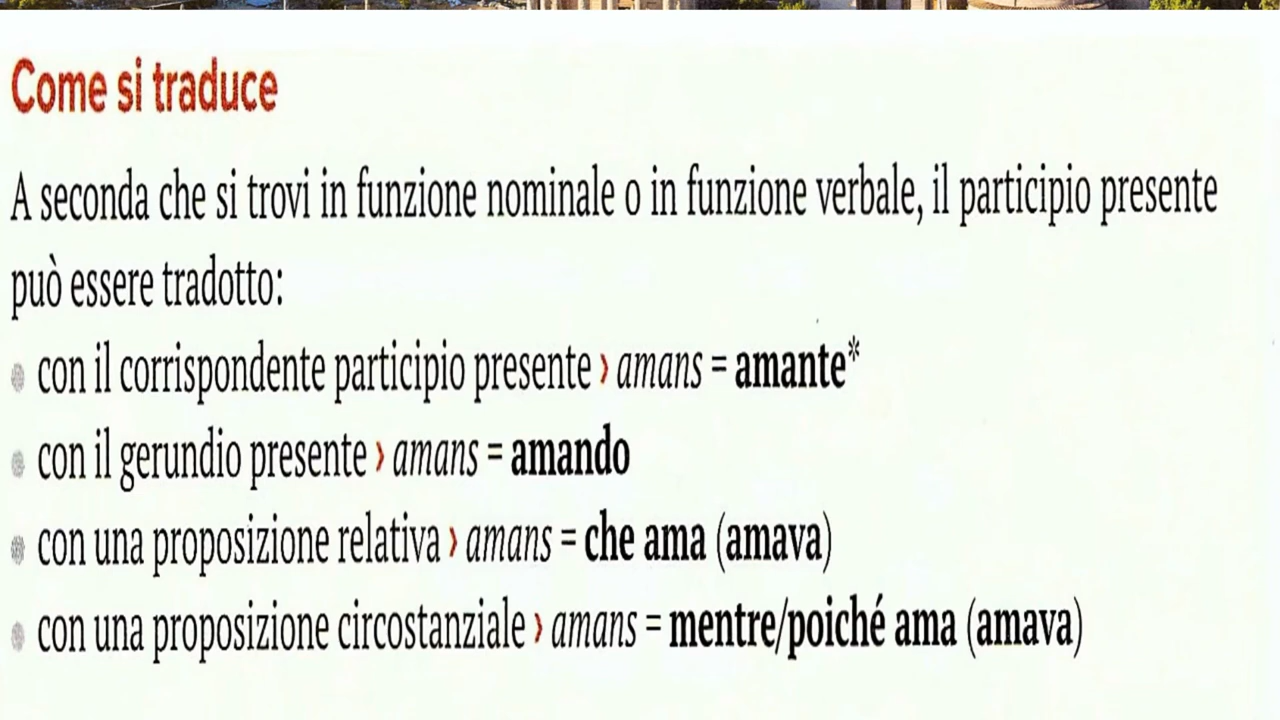 Come si traduce
A seconda che si trovi in funzione nominale o in funzione verbale, il participio presente
può essere tradotto:
con il corrispondente participio presente › amans = amante*
con il gerundio presente › amans = amando
con una proposizione relativa › amans = che ama (amava)
con una proposizione circostanziale › amans = mentre/poiché ama (amava)